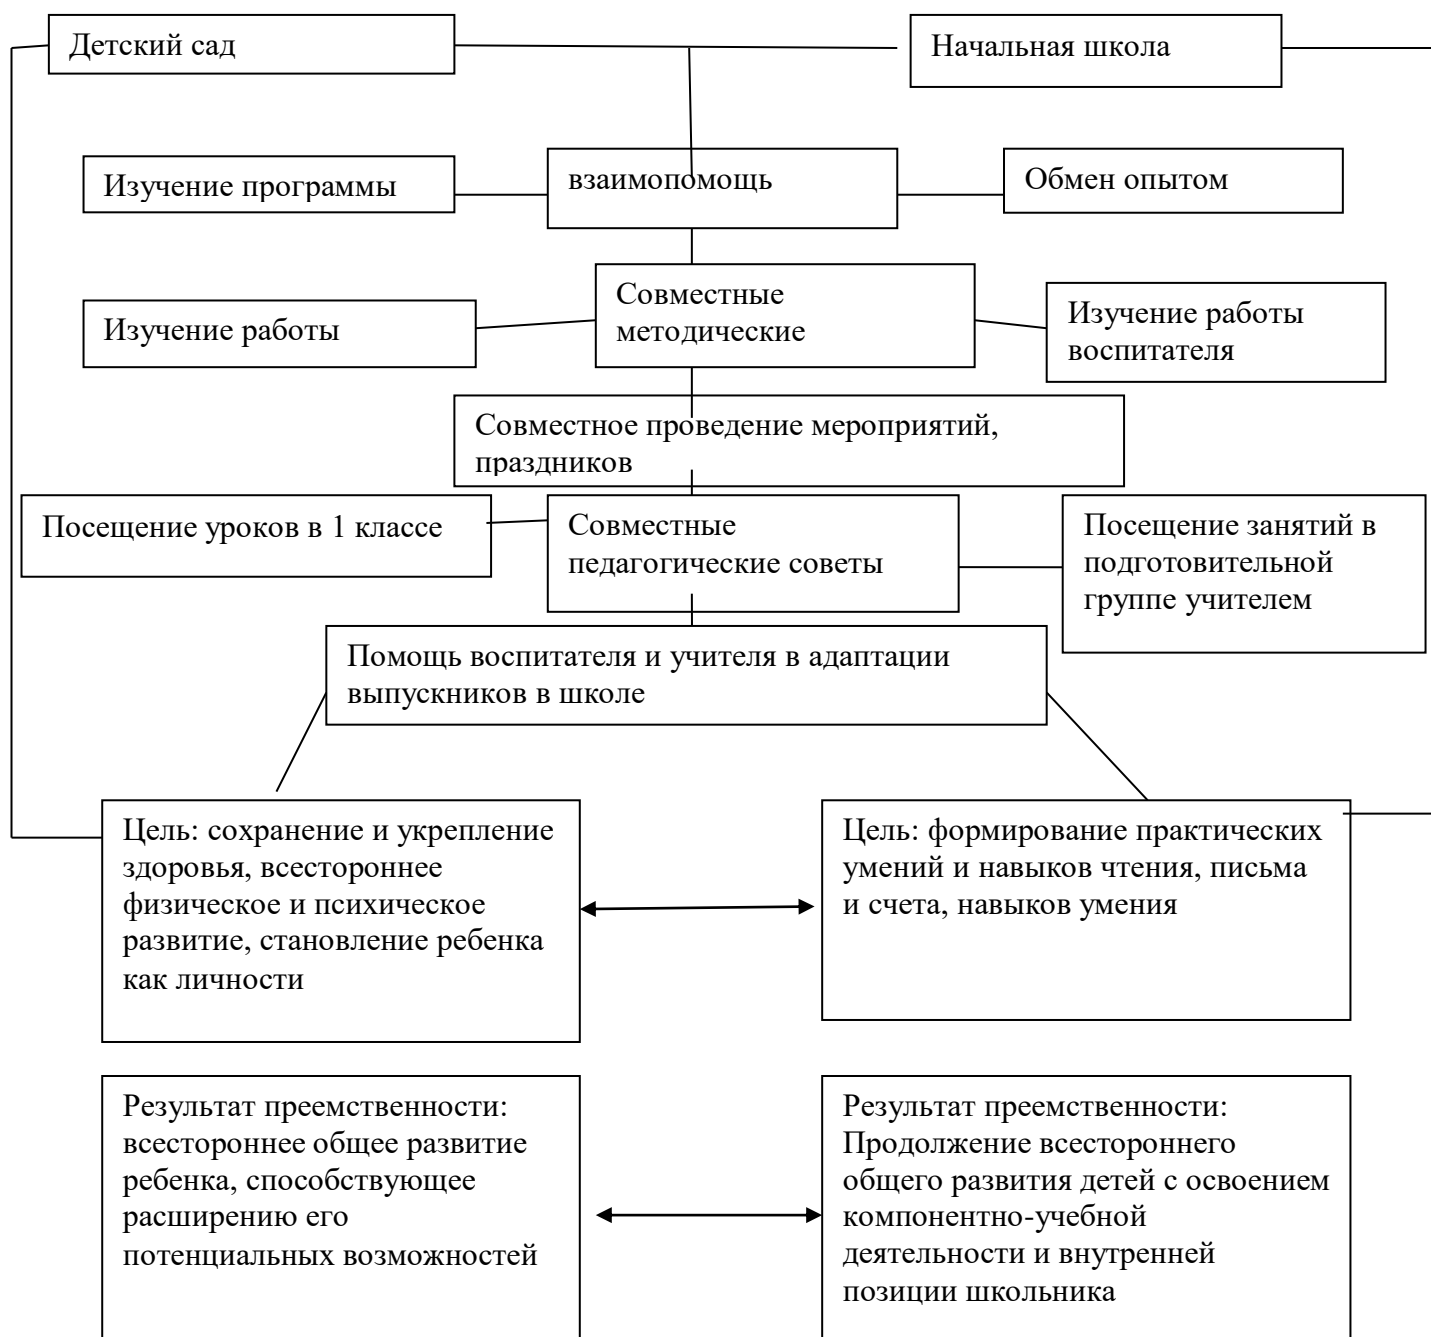 Детский сад
Начальная школа
Изучение программы
взаимопомощь
Обмен опытом
Изучение работы
Совместные
методические
Изучение работы
воспитателя
Совместное проведение мероприятий,
праздников
Посещение уроков в 1 классе
Совместные
педагогические советы
Посещение занятий в
подготовительной
группе учителем
Помощь воспитателя и учителя в адаптации
выпускников в школе
Цель: сохранение и укрепление
здоровья, всестороннее
физическое и психическое
развитие, становление ребенка
как личности
Цель: формирование практических
умений и навыков чтения, письма
и счета, навыков умения
Результат преемственности:
всестороннее общее развитие
ребенка, способствующее
расширению его
потенциальных возможностей
Результат преемственности:
Продолжение всестороннего
общего развития детей с освоением
компонентно-учебной
деятельности и внутренней
позиции школьника